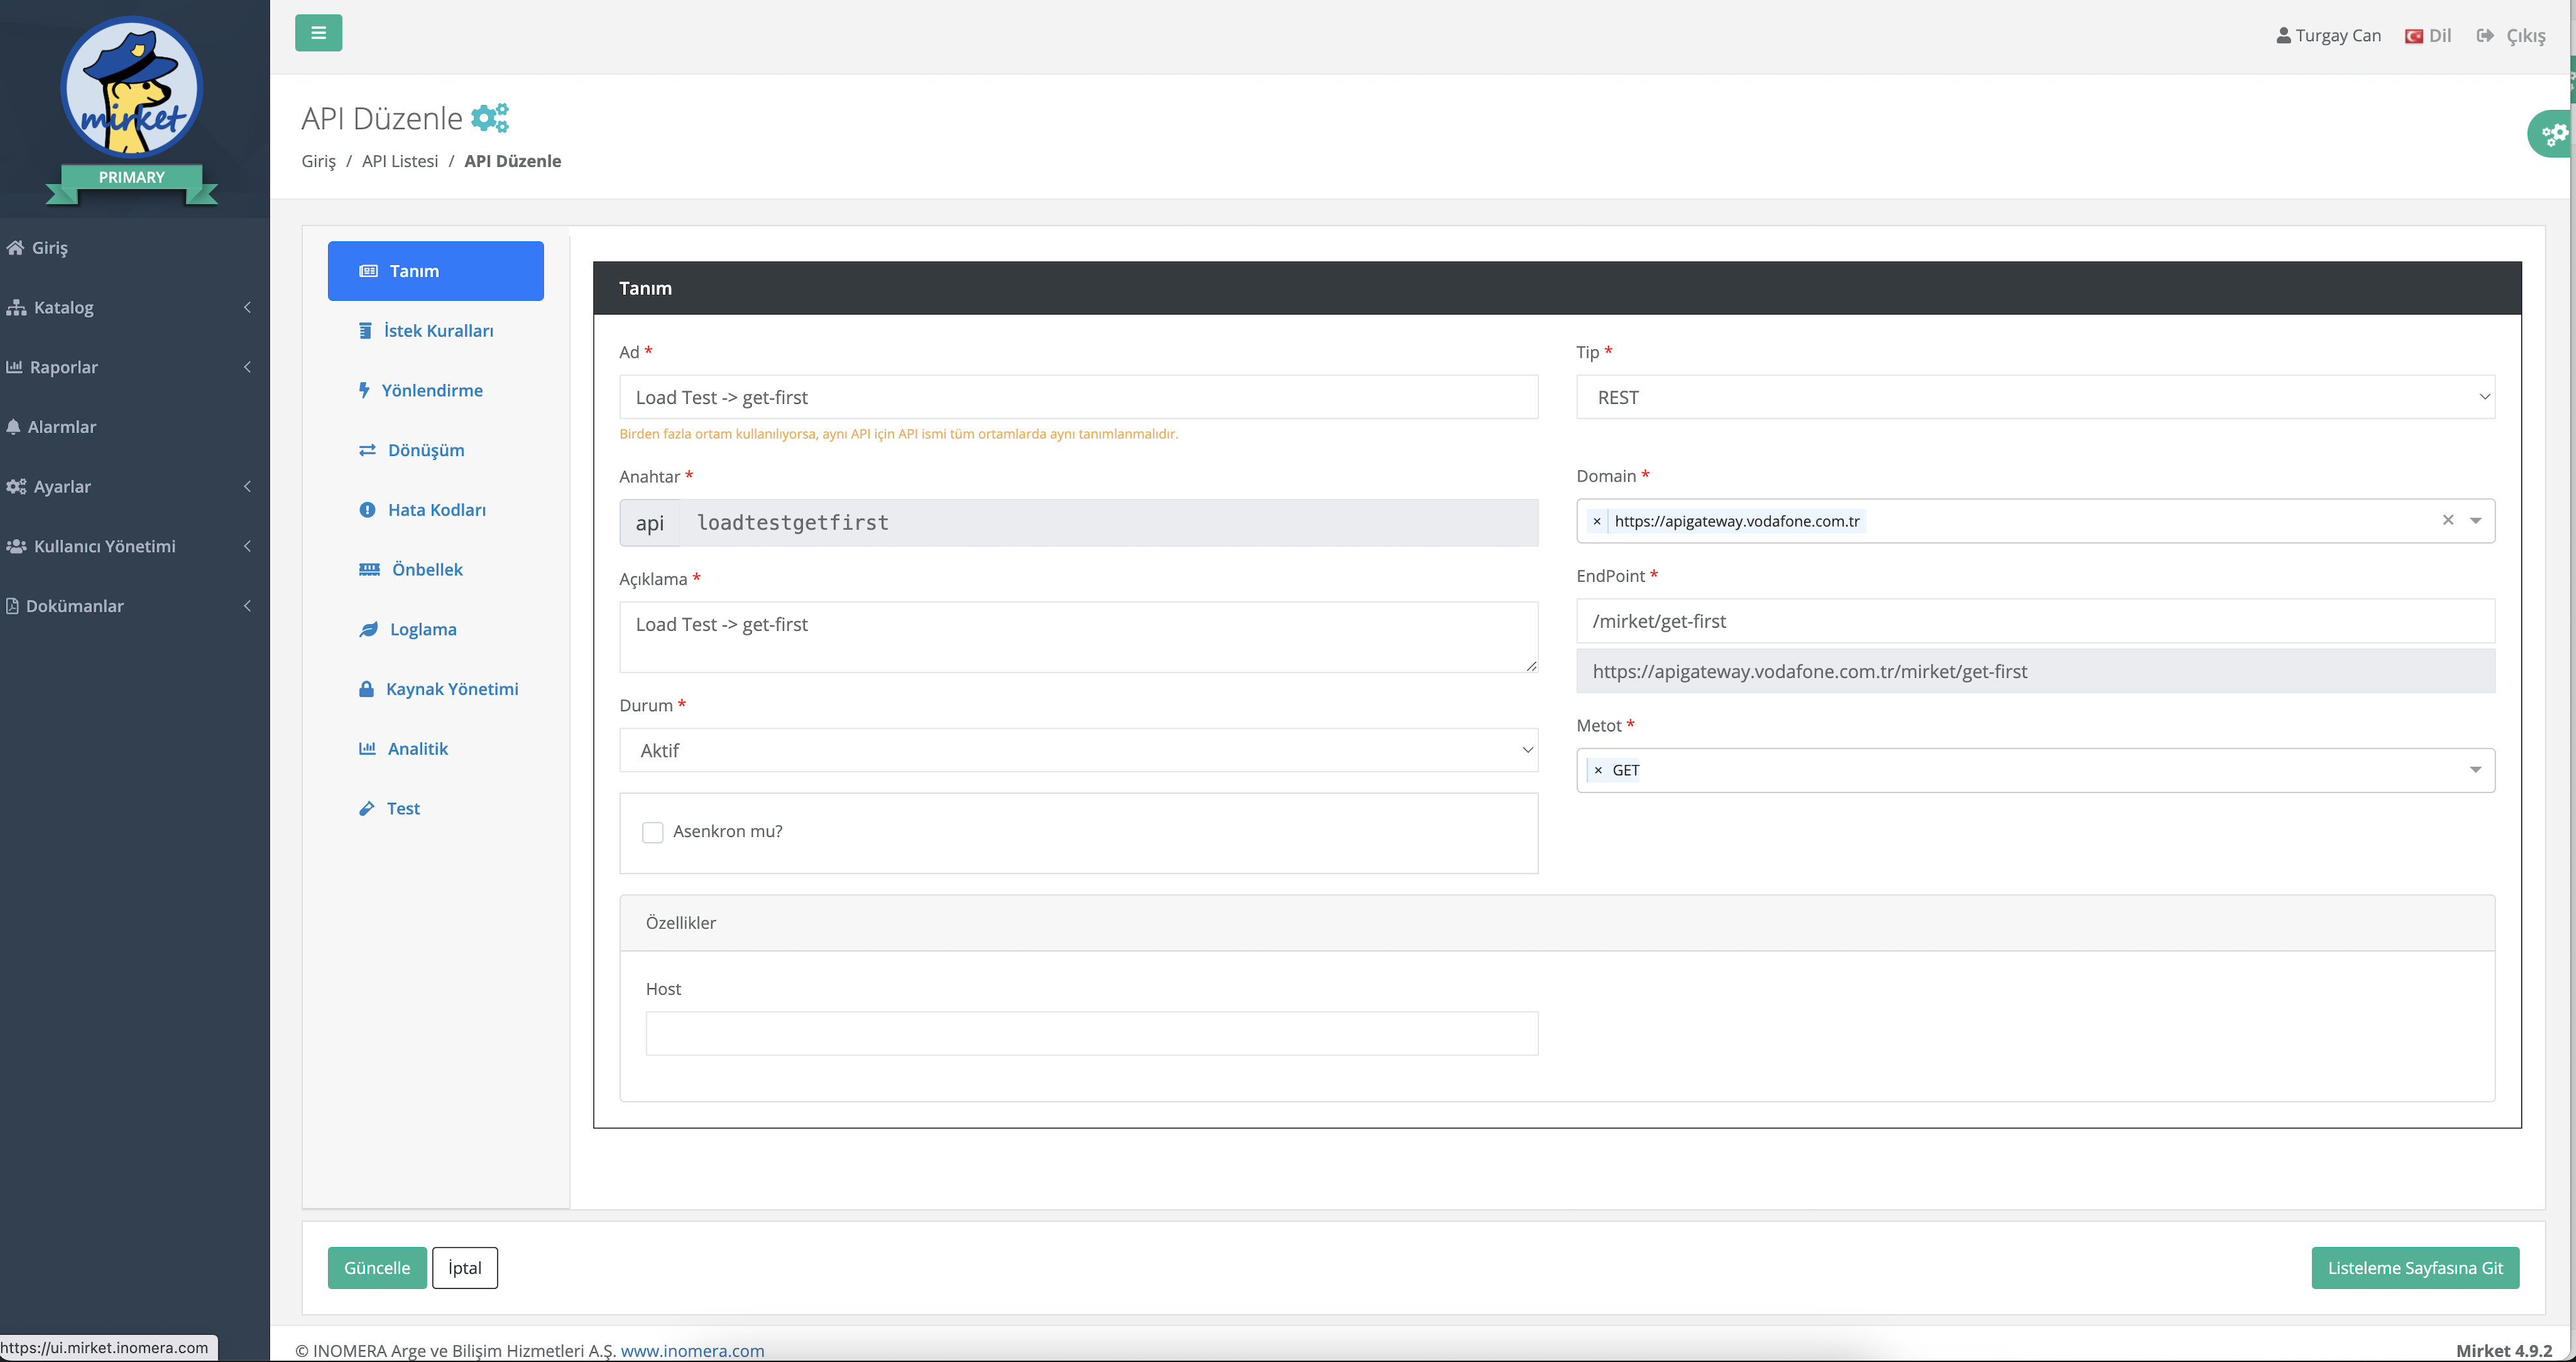 mirket
PRIMARY
Giriş
Katalog
Raporlar
Alarmlar
Ayarlar
Kullanıcı Yönetimi
Dokümanlar
https://ui.mirket.inomera.com
Turgay Can
Dil
Çıkış
API Düzenle
Giriş / API Listesi / API Düzenle
Tanım
İstek Kuralları
Yönlendirme
Dönüşüm
Hata Kodları
Önbellek
Loglama
Kaynak Yönetimi
Analitik
Test
Tanım
Ad *
Load Test -> get-first
Birden fazla ortam kullanılıyorsa, aynı API için API ismi tüm ortamlarda aynı tanımlanmalıdır.
Anahtar *
api loadtestgetfirst
Açıklama *
Load Test -> get-first
Durum *
Aktif
Asenkron mu?
Tip *
REST
Domain *
× https://apigateway.vodafone.com.tr
EndPoint *
/mirket/get-first
https://apigateway.vodafone.com.tr/mirket/get-first
Metot *
× GET
Özellikler
Host
Güncelle
İptal
Listeleme Sayfasına Git
© INOMERA Arge ve Bilişim Hizmetleri A.Ş. www.inomera.com
Mirket 4.9.2